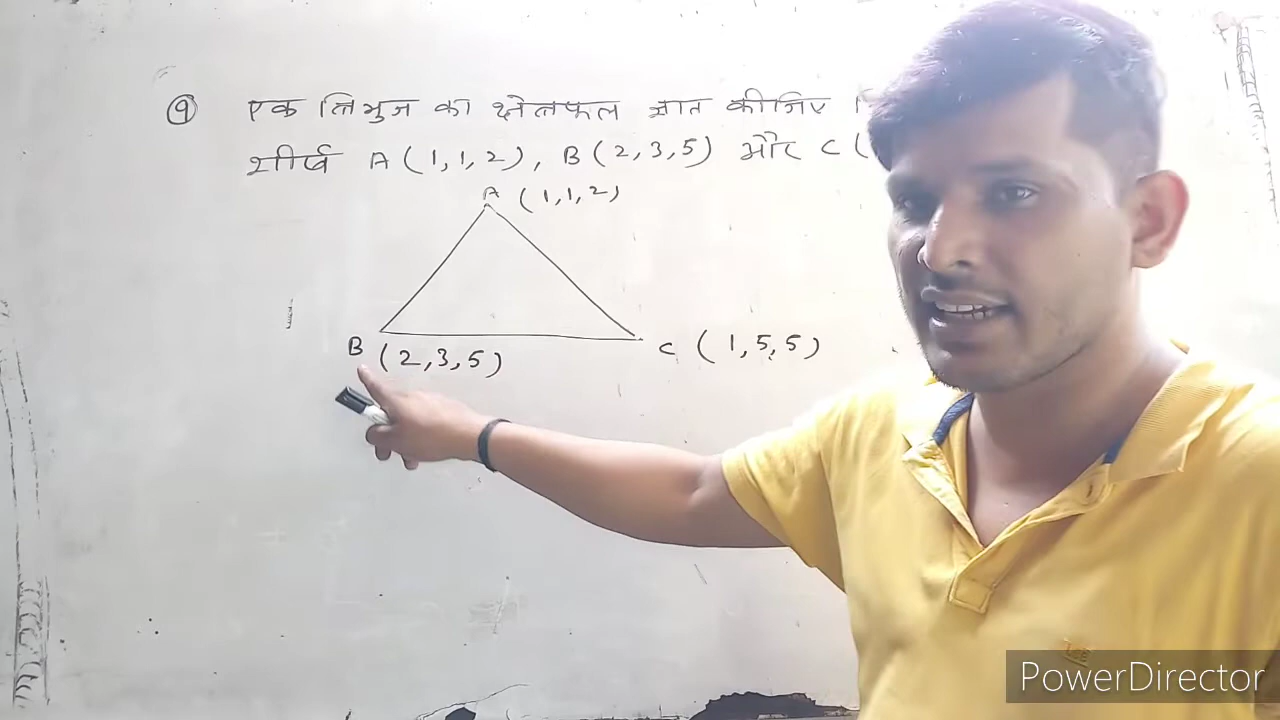 ⑨ एक त्रिभुज का क्षेत्रफल ज्ञात कीजिए
शीर्ष A (1,1,2), B (2,3,5) और C (
A (1,1,2)
B (2,3,5)
C (1,5,5)
PowerDirector